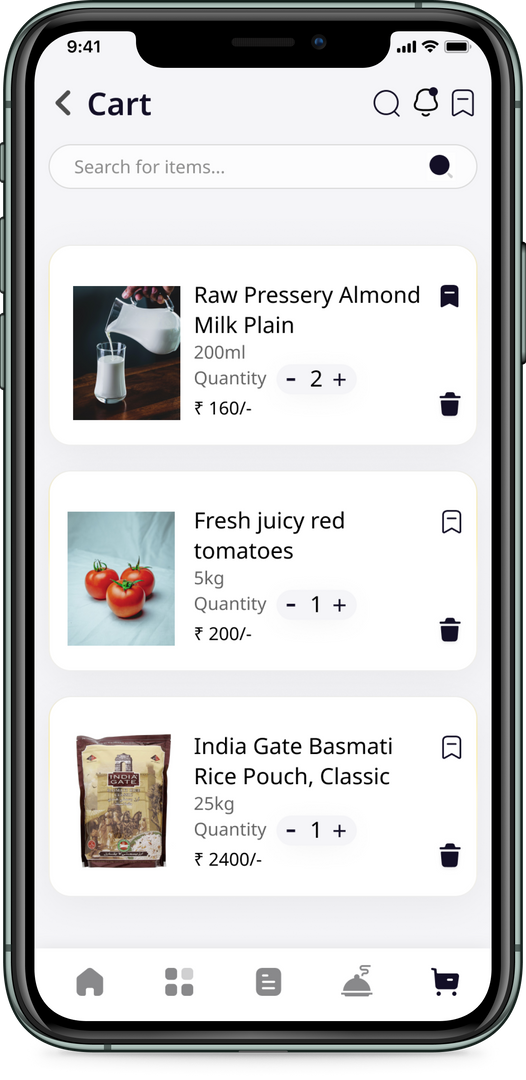 9:41
Cart
Search for items...
Raw Pressery Almond
Milk Plain
200ml
Quantity - 2 +
₹ 160/-
Fresh juicy red
tomatoes
5kg
Quantity - 1 +
₹ 200/-
India Gate Basmati
Rice Pouch, Classic
INDIA
GATE
25kg
Quantity - 1 +
₹ 2400/-